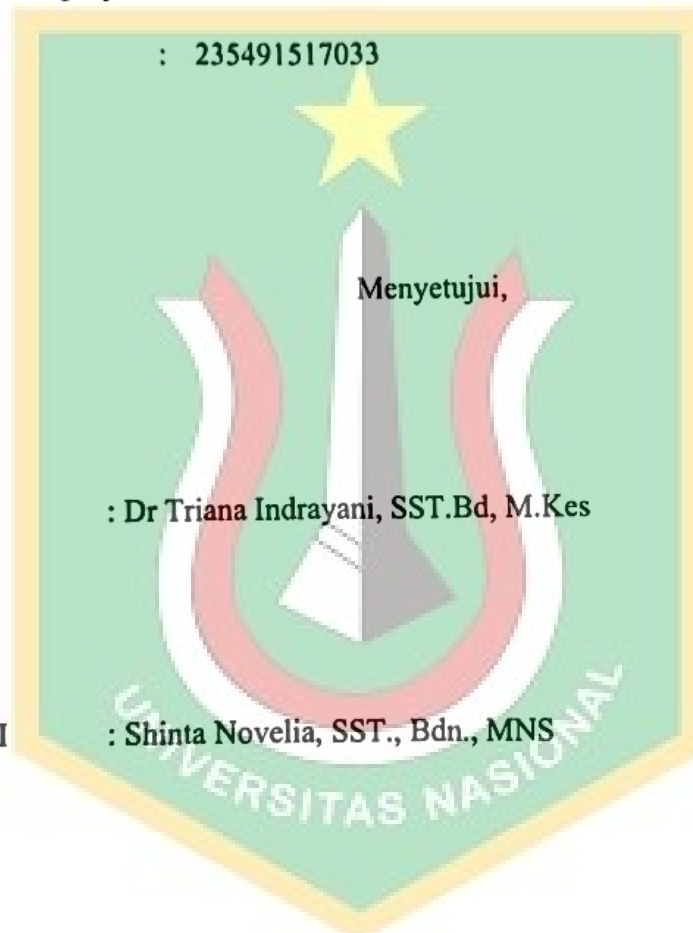 : 235491517033
Menyetujui,
: Dr Triana Indrayani, SST.Bd, M.Kes
I : Shinta Novelia, SST., Bdn., MNS
UNIVERSITAS NASIONAL